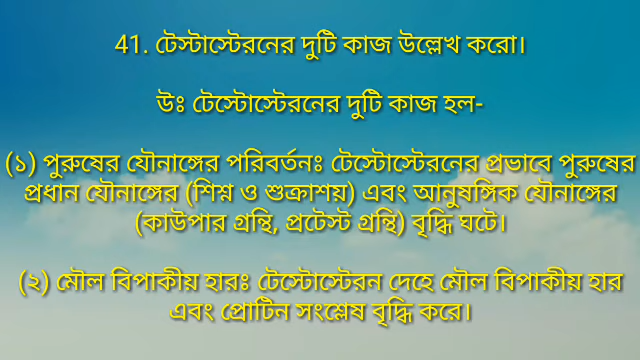 41. টেস্টাস্টেরনের দুটি কাজ উল্লেখ করো।
উঃ টেস্টোস্টেরনের দুটি কাজ হল-
(১) পুরুষের যৌনাঙ্গের পরিবর্তনঃ টেস্টোস্টেরনের প্রভাবে পুরুষের
প্রধান যৌনাঙ্গের (শিশ্ন ও শুক্রাশয়) এবং আনুষঙ্গিক যৌনাঙ্গের
(কাউপার গ্রন্থি, প্রটেস্ট গ্রন্থি) বৃদ্ধি ঘটে।
(২) মৌল বিপাকীয় হারঃ টেস্টোস্টেরন দেহে মৌল বিপাকীয় হার
এবং প্রোটিন সংশ্লেষ বৃদ্ধি করে।